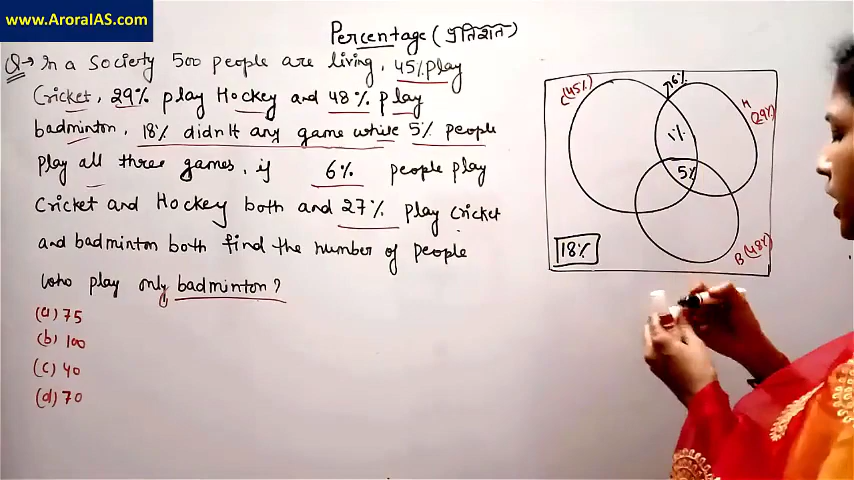 www.AroraIAS.com
Percentage (प्रतिशत)
Q→ In a society 500 people are living, 45% play
Cricket, 29% play Hockey and 48% play
badminton, 18% didn't any game while 5% people
play all three games, if 6% people play
Cricket and Hockey both and 27% play cricket
and badminton both find the number of people
who play only badminton?
(a) 75
(b) 100
(c) 40
(d) 70
C(45%)
6%
H
(29%)
1%
5%
B(48%)
18%